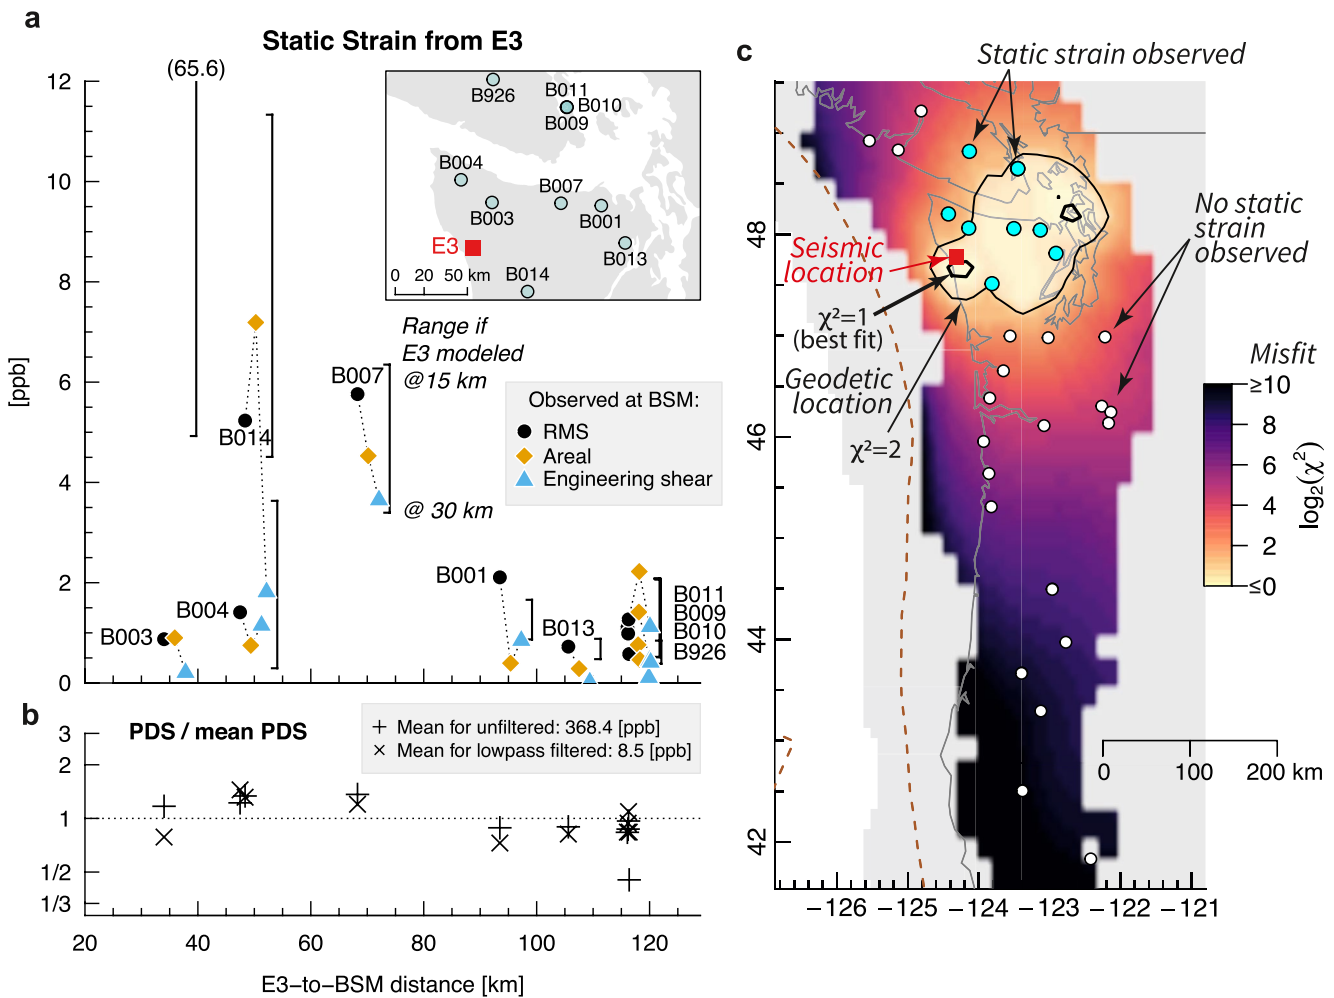 a
Static Strain from E3
(65.6)
12
10
8
6
4
2
0
[ppb]
B926
B011
B010
B009
B004
B003
B007
B001
E3
B013
B014
0 20 50 km
Range if
E3 modeled
@15 km
@ 30 km
B014
B007
B003
B004
B001
B013
B011
B009
B010
B926
Observed at BSM:
RMS
Areal
Engineering shear
b
PDS / mean PDS
Mean for unfiltered: 368.4 [ppb]
Mean for lowpass filtered: 8.5 [ppb]
3
2
1
1/2
1/3
20 40 60 80 100 120
E3−to−BSM distance [km]
c
Static strain observed
No static
strain
observed
Seismic
location
χ²=1
(best fit)
Geodetic
location
χ²=2
Misfit
≥10
8
6
4
2
≤0
log₂(χ²)
0 100 200 km
48
46
44
42
−126 −125 −124 −123 −122 −121